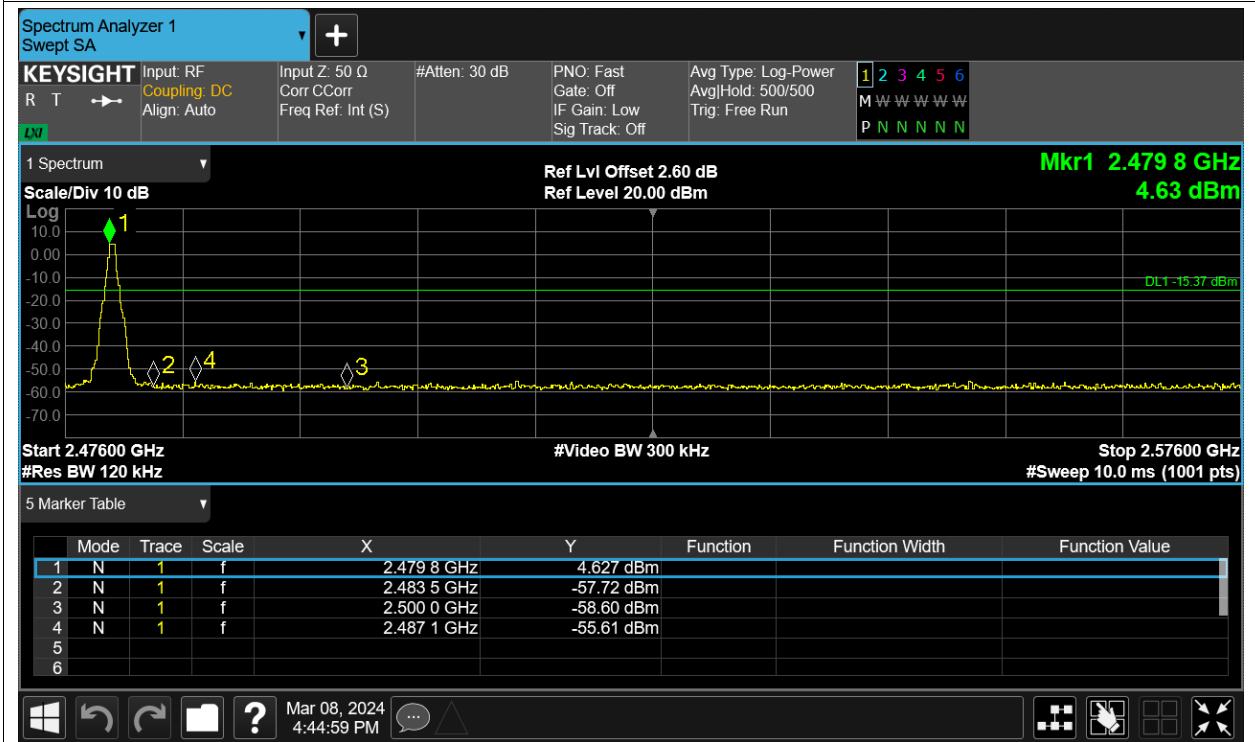 Spectrum Analyzer 1
Swept SA
+
KEYSIGHT Input: RF Input Z: 50 Ω #Atten: 30 dB PNO: Fast Avg Type: Log-Power 1 2 3 4 5 6
R T Coupling: DC Corr CCorr Gate: Off Avg|Hold: 500/500 M W W W W W
Align: Auto Freq Ref: Int (S) IF Gain: Low Trig: Free Run
LXI Sig Track: Off P N N N N N
1 Spectrum Ref Lvl Offset 2.60 dB Mkr1 2.479 8 GHz
Scale/Div 10 dB Ref Level 20.00 dBm 4.63 dBm
Log
1
10.0
0.00
-10.0
DL1 -15.37 dBm
-20.0
-30.0
-40.0
2 4 3
-50.0
-60.0
-70.0
Start 2.47600 GHz #Video BW 300 kHz Stop 2.57600 GHz
#Res BW 120 kHz #Sweep 10.0 ms (1001 pts)
5 Marker Table
Mode Trace Scale X Y Function Function Width Function Value
1 N 1 f 2.479 8 GHz 4.627 dBm
2 N 1 f 2.483 5 GHz -57.72 dBm
3 N 1 f 2.500 0 GHz -58.60 dBm
4 N 1 f 2.487 1 GHz -55.61 dBm
5
6
? Mar 08, 2024
4:44:59 PM